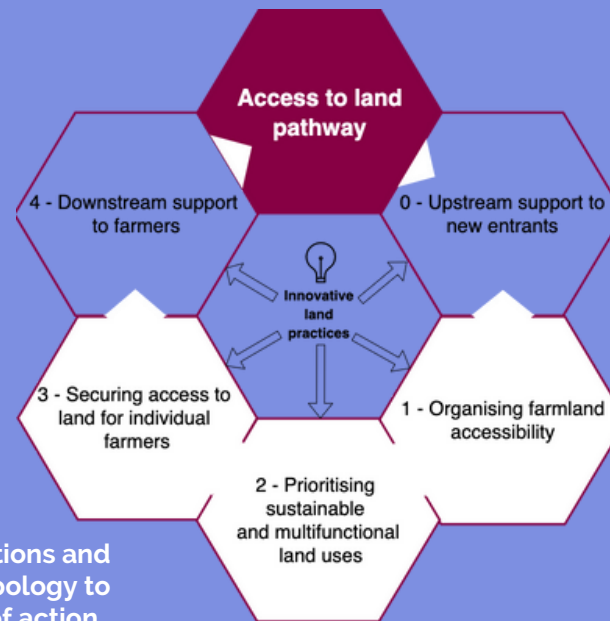 Access to land
pathway
4 - Downstream support
to farmers
0 - Upstream support to
new entrants
Innovative
land
practices
3 - Securing access to
land for individual
farmers
1 - Organising farmland
accessibility
2 - Prioritising
sustainable
and multifunctional
land uses
and
to
of action